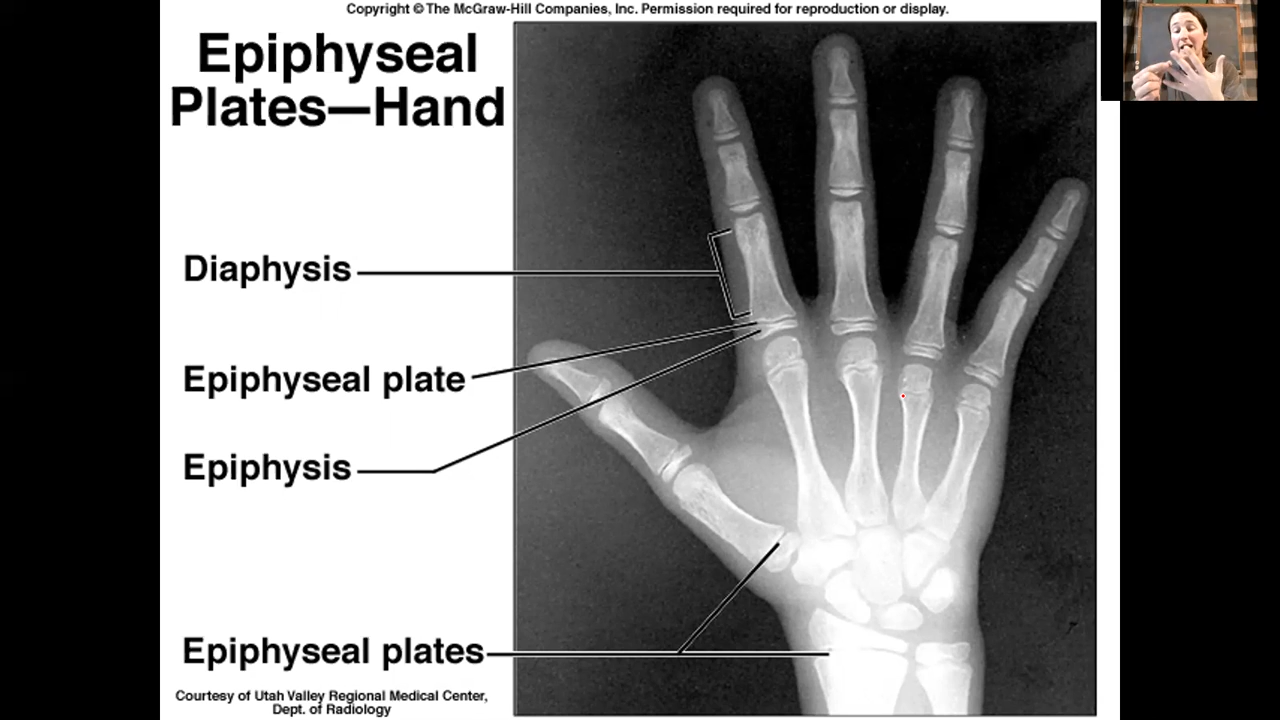 Copyright © The McGraw-Hill Companies, Inc. Permission required for reproduction or display.
Epiphyseal
Plates—Hand
Diaphysis
Epiphyseal plate
Epiphysis
Epiphyseal plates
Courtesy of Utah Valley Regional Medical Center,
Dept. of Radiology